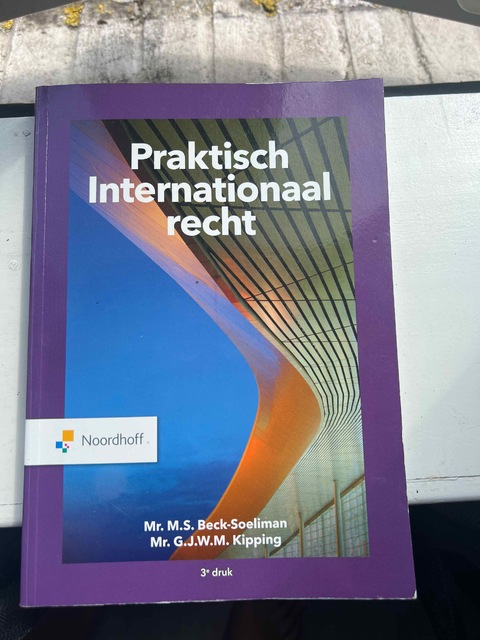 Praktisch
Internationaal
recht
Noordhoff
Mr. M.S. Beck-Soeliman
Mr. G.J.W.M. Kipping
3e druk